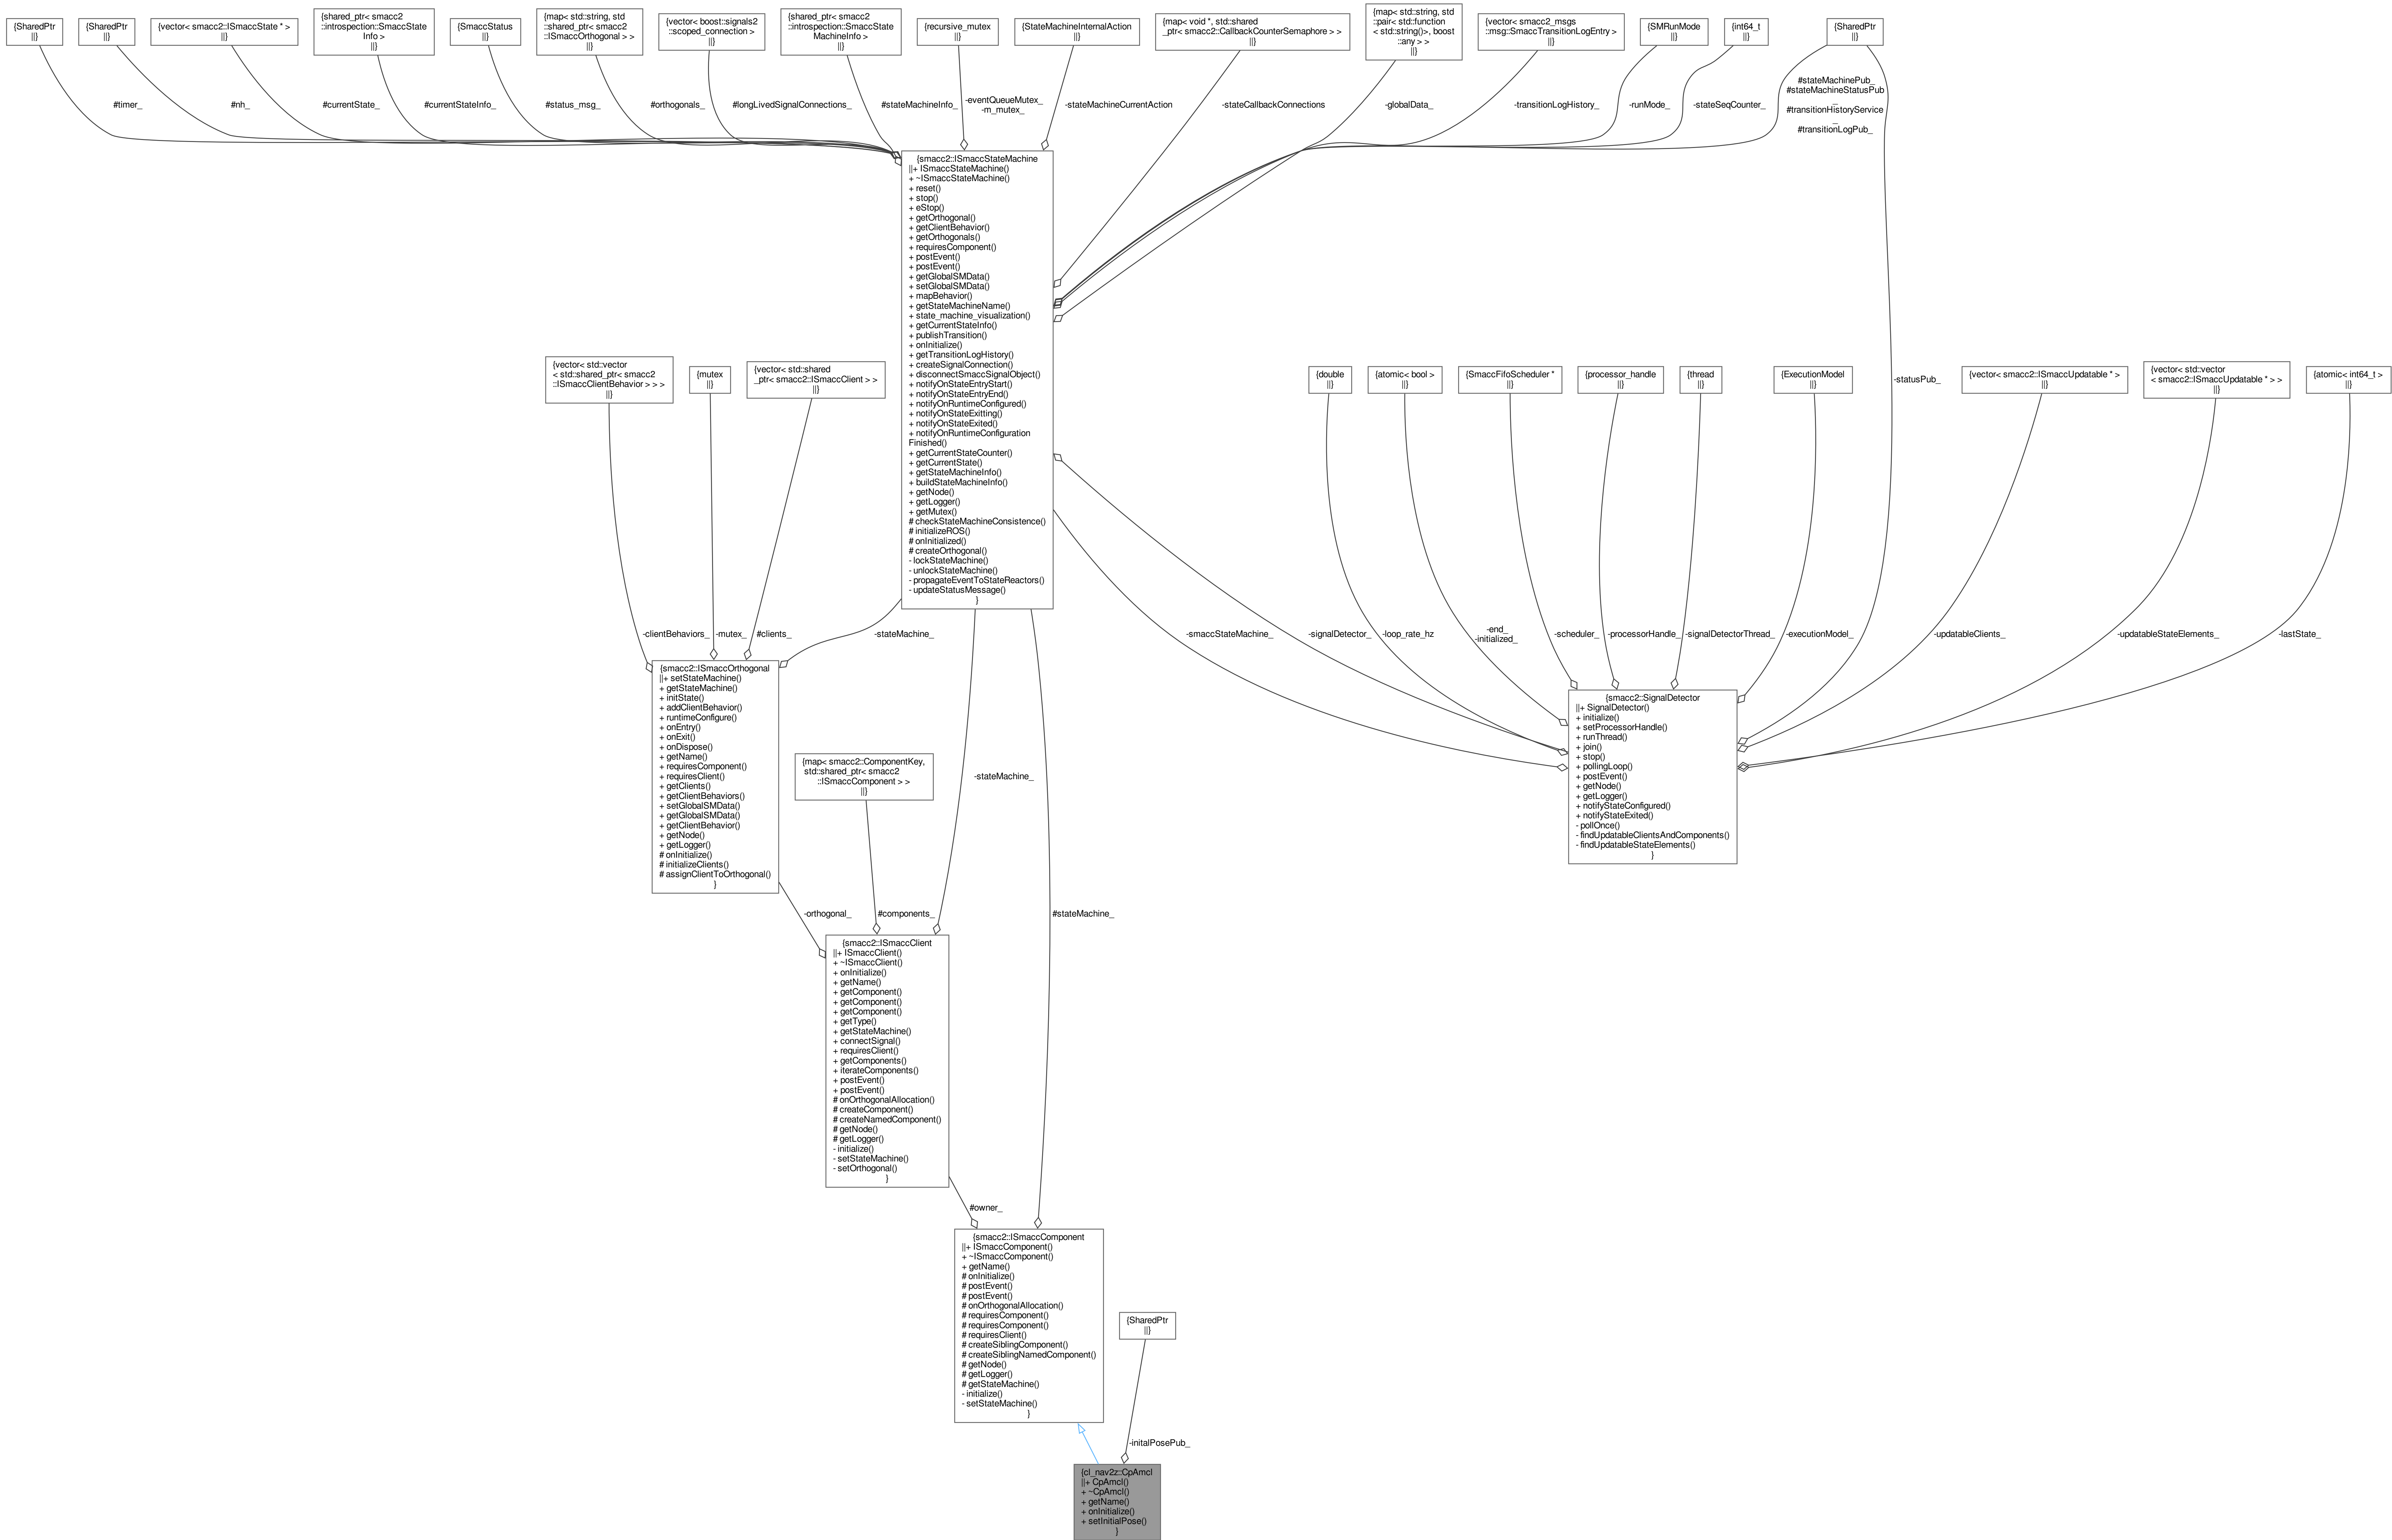 {SharedPtr
||}
{SharedPtr
||}
{vector< smacc2::ISmaccState * >
||}
{shared_ptr< smacc2
::introspection::SmaccState
Info >
||}
{SmaccStatus
||}
{map< std::string, std
::shared_ptr< smacc2
::ISmaccOrthogonal > >
||}
{vector< boost::signals2
::scoped_connection >
||}
{shared_ptr< smacc2
::introspection::SmaccState
MachineInfo >
||}
{recursive_mutex
||}
{StateMachineInternalAction
||}
{map< void *, std::shared
_ptr< smacc2::CallbackCounterSemaphore > >
||}
{map< std::string, std
::pair< std::function
< std::string()>, boost
::any > >
||}
{vector< smacc2_msgs
::msg::SmaccTransitionLogEntry >
||}
{SMRunMode
||}
{int64_t
||}
{SharedPtr
||}
#timer_
#nh_
#currentState_
#currentStateInfo_
#status_msg_
#orthogonals_
#longLivedSignalConnections_
#stateMachineInfo_
-eventQueueMutex_
-m_mutex_
-stateMachineCurrentAction
-stateCallbackConnections
-globalData_
-transitionLogHistory_
-runMode_
-stateSeqCounter_
#stateMachinePub_
#stateMachineStatusPub
_
#transitionHistoryService
_
#transitionLogPub_
{smacc2::ISmaccStateMachine
||+ ISmaccStateMachine()
+ ~ISmaccStateMachine()
+ reset()
+ stop()
+ eStop()
+ getOrthogonal()
+ getClientBehavior()
+ getOrthogonals()
+ requiresComponent()
+ postEvent()
+ postEvent()
+ getGlobalSMData()
+ setGlobalSMData()
+ mapBehavior()
+ getStateMachineName()
+ state_machine_visualization()
+ getCurrentStateInfo()
+ publishTransition()
+ onInitialize()
+ getTransitionLogHistory()
+ createSignalConnection()
+ disconnectSmaccSignalObject()
+ notifyOnStateEntryStart()
+ notifyOnStateEntryEnd()
+ notifyOnRuntimeConfigured()
+ notifyOnStateExitting()
+ notifyOnStateExited()
+ notifyOnRuntimeConfiguration
Finished()
+ getCurrentStateCounter()
+ getCurrentState()
+ getStateMachineInfo()
+ buildStateMachineInfo()
+ getNode()
+ getLogger()
+ getMutex()
# checkStateMachineConsistence()
# initializeROS()
# onInitialized()
# createOrthogonal()
- lockStateMachine()
- unlockStateMachine()
- propagateEventToStateReactors()
- updateStatusMessage()
}
{vector< std::vector
< std::shared_ptr< smacc2
::ISmaccClientBehavior > > >
||}
{mutex
||}
{vector< std::shared
_ptr< smacc2::ISmaccClient > >
||}
{double
||}
{atomic< bool >
||}
{SmaccFifoScheduler *
||}
{processor_handle
||}
{thread
||}
{ExecutionModel
||}
-statusPub_
{vector< smacc2::ISmaccUpdatable * >
||}
{vector< std::vector
< smacc2::ISmaccUpdatable * > >
||}
{atomic< int64_t >
||}
-clientBehaviors_
-mutex_
#clients_
-stateMachine_
-smaccStateMachine_
-signalDetector_
-loop_rate_hz
-end_
-initialized_
-scheduler_
-processorHandle_
-signalDetectorThread_
-executionModel_
-updatableClients_
-updatableStateElements_
-lastState_
{smacc2::ISmaccOrthogonal
||+ setStateMachine()
+ getStateMachine()
+ initState()
+ addClientBehavior()
+ runtimeConfigure()
+ onEntry()
+ onExit()
+ onDispose()
+ getName()
+ requiresComponent()
+ requiresClient()
+ getClients()
+ getClientBehaviors()
+ setGlobalSMData()
+ getGlobalSMData()
+ getClientBehavior()
+ getNode()
+ getLogger()
# onInitialize()
# initializeClients()
# assignClientToOrthogonal()
}
{smacc2::SignalDetector
||+ SignalDetector()
+ initialize()
+ setProcessorHandle()
+ runThread()
+ join()
+ stop()
+ pollingLoop()
+ postEvent()
+ getNode()
+ getLogger()
+ notifyStateConfigured()
+ notifyStateExited()
- pollOnce()
- findUpdatableClientsAndComponents()
- findUpdatableStateElements()
}
{map< smacc2::ComponentKey,
std::shared_ptr< smacc2
::ISmaccComponent > >
||}
-stateMachine_
-orthogonal_
#components_
#stateMachine_
{smacc2::ISmaccClient
||+ ISmaccClient()
+ ~ISmaccClient()
+ onInitialize()
+ getName()
+ getComponent()
+ getComponent()
+ getComponent()
+ getType()
+ getStateMachine()
+ connectSignal()
+ requiresClient()
+ getComponents()
+ iterateComponents()
+ postEvent()
+ postEvent()
# onOrthogonalAllocation()
# createComponent()
# createNamedComponent()
# getNode()
# getLogger()
- initialize()
- setStateMachine()
- setOrthogonal()
}
#owner_
{smacc2::ISmaccComponent
||+ ISmaccComponent()
+ ~ISmaccComponent()
+ getName()
# onInitialize()
# postEvent()
# postEvent()
# onOrthogonalAllocation()
# requiresComponent()
# requiresComponent()
# requiresClient()
# createSiblingComponent()
# createSiblingNamedComponent()
# getNode()
# getLogger()
# getStateMachine()
- initialize()
- setStateMachine()
}
{SharedPtr
||}
-initalPosePub_
{cl_nav2z::CpAmcl
||+ CpAmcl()
+ ~CpAmcl()
+ getName()
+ onInitialize()
+ setInitialPose()
}